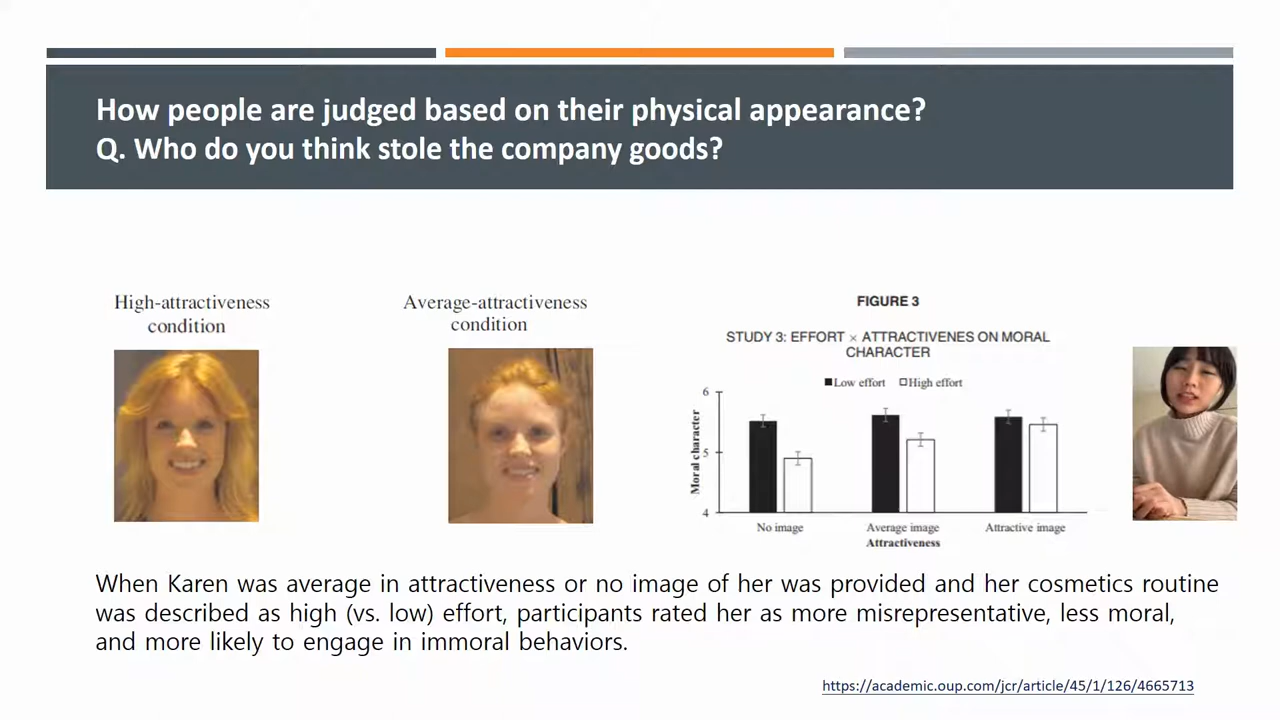 How people are judged based on their physical appearance?
Q. Who do you think stole the company goods?
High-attractiveness
condition
Average-attractiveness
condition
FIGURE 3
STUDY 3: EFFORT × ATTRACTIVENES ON MORAL
CHARACTER
Low effort High effort
Moral character
6
5
4
No image Average image Attractive image
Attractiveness
When Karen was average in attractiveness or no image of her was provided and her cosmetics routine
was described as high (vs. low) effort, participants rated her as more misrepresentative, less moral,
and more likely to engage in immoral behaviors.
https://academic.oup.com/jcr/article/45/1/126/4665713